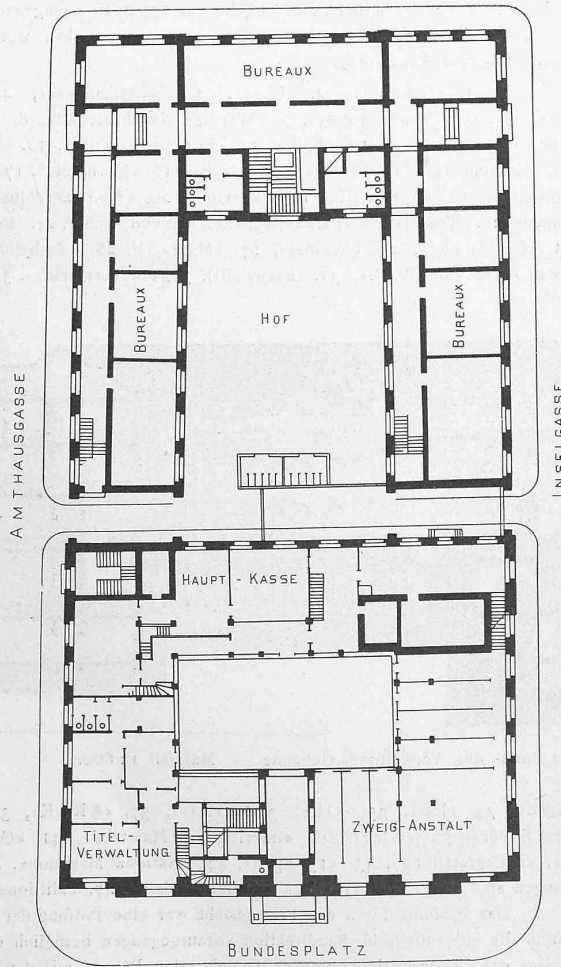 BUREAUX
BUREAUX
HOF
BUREAUX
AMTHAUSGASSE
INSELGASSE
HAUPT - KASSE
TITEL-
VERWALTUNG
ZWEIG-ANSTALT
BUNDESPLATZ